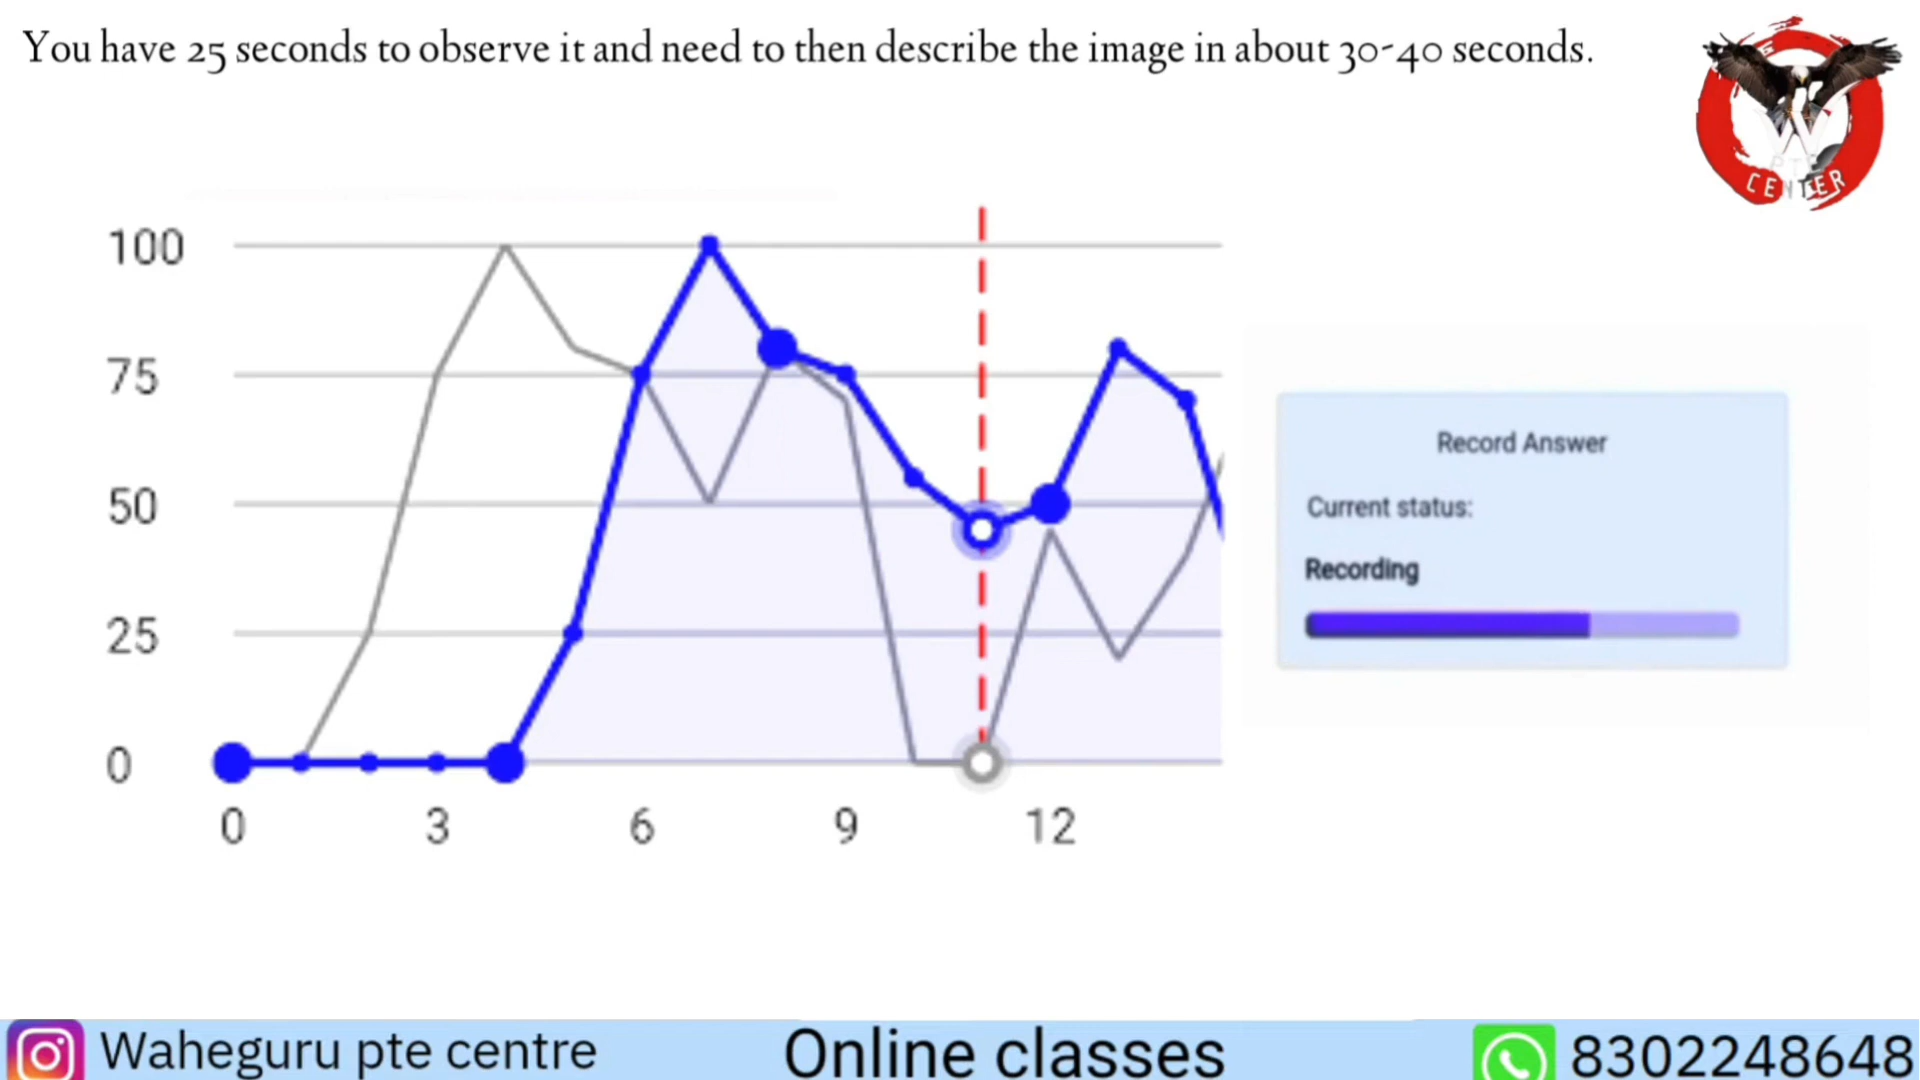 You have 25 seconds to observe it and need to then describe the image in about 30-40 seconds.
W
PTE
CENTER
100
75
50
25
0
0 3 6 9 12
Record Answer
Current status:
Recording
Waheguru pte centre
Online classes
8302248648